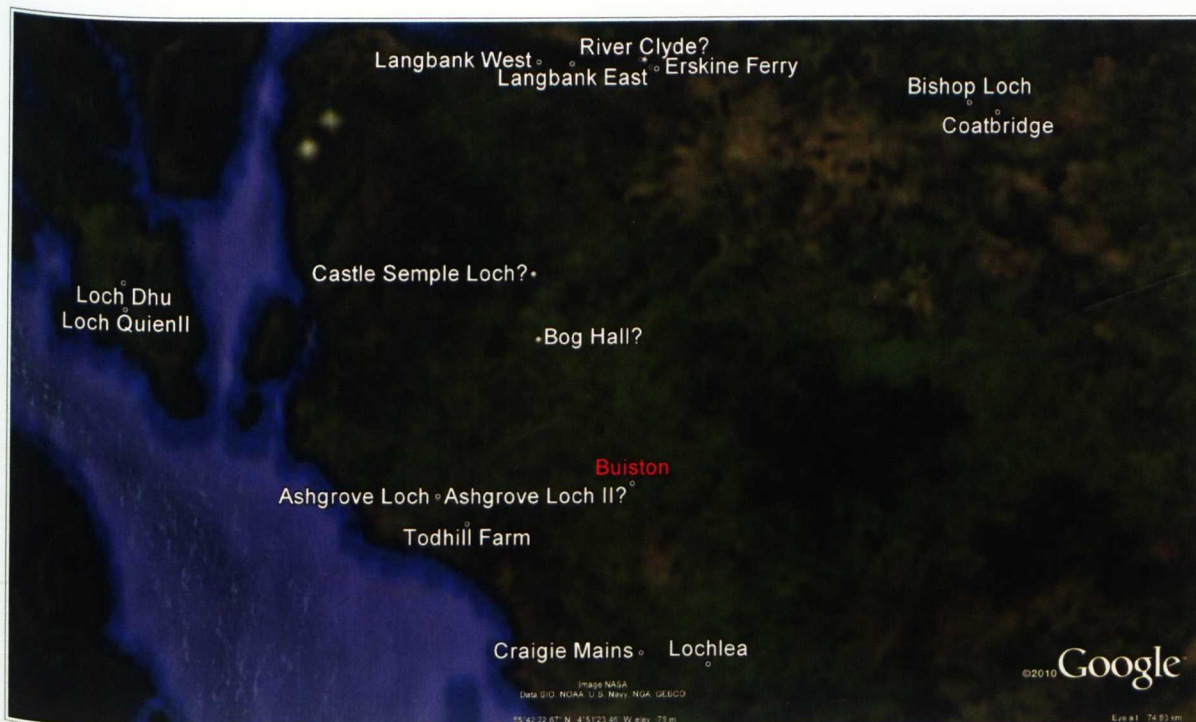 River Clyde?
Langbank West
Langbank East
Erskine Ferry
Bishop Loch
Coatbridge
Castle Semple Loch?
Loch Dhu
Loch QuienII
Bog Hall?
Buiston
Ashgrove Loch
Ashgrove Loch II?
Todhill Farm
Craigie Mains
Lochlea
©2010 Google
Image NASA
Data SIO, NOAA, U.S. Navy, NGA, GEBCO